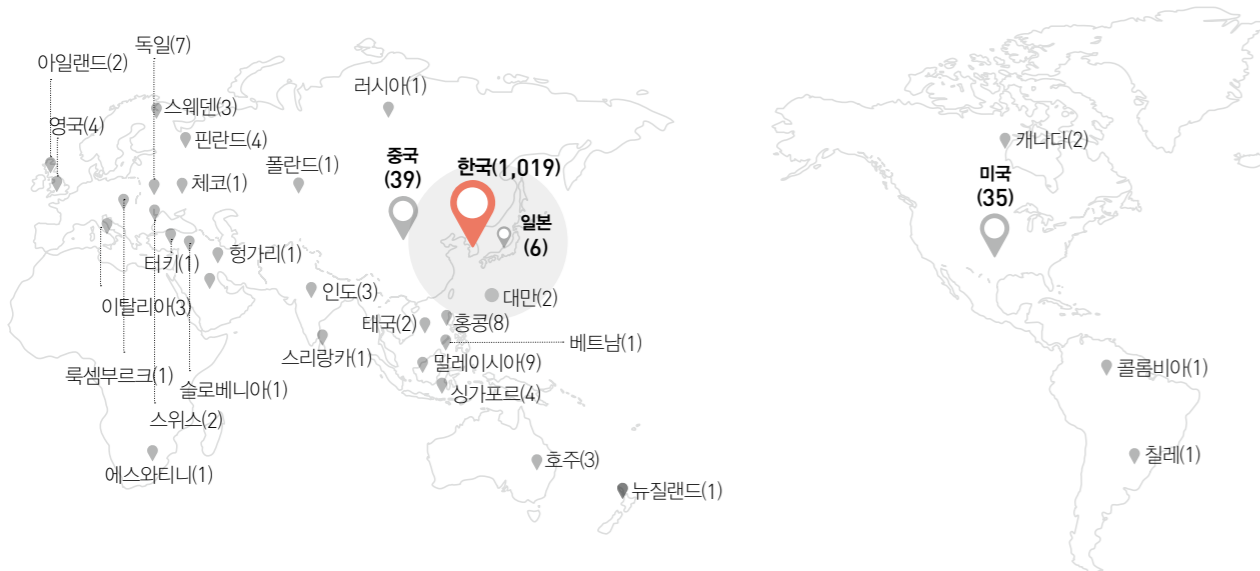 독일(7)
아일랜드(2)
러시아(1)
스웨덴(3)
영국(4)
핀란드(4)
캐나다(2)
중국
(39)
폴란드(1)
한국(1,019)
미국
(35)
체코(1)
일본
(6)
헝가리(1)
터키(1)
인도(3)
대만(2)
이탈리아(3)
태국(2)
홍콩(8)
베트남(1)
스리랑카(1)
말레이시아(9)
콜롬비아(1)
룩셈부르크(1)
슬로베니아(1)
싱가포르(4)
스위스(2)
칠레(1)
호주(3)
에스와티니(1)
뉴질랜드(1)